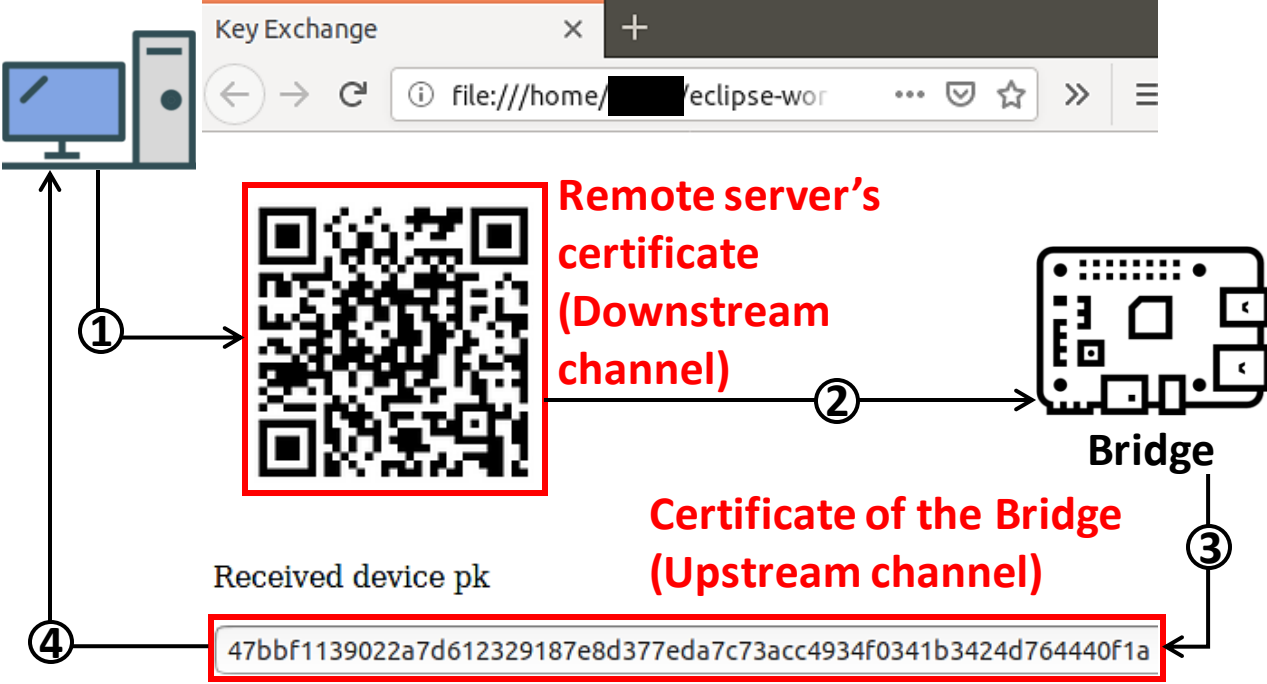 Key Exchange
file:///home/ /eclipse-wor
Remote server's
certificate
(Downstream
channel)
1
2
Bridge
Certificate of the Bridge
(Upstream channel)
3
Received device pk
4
47bbf1139022a7d612329187e8d377eda7c73acc4934f0341b3424d764440f1a